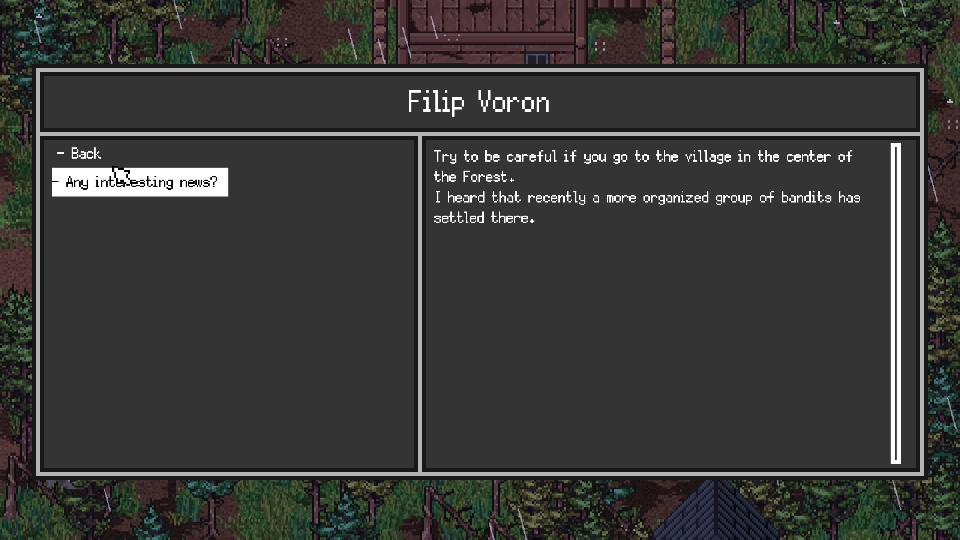 Filip Voron
- Back
- Any interesting news?
Try to be careful if you go to the village in the center of
the Forest.
I heard that recently a more organized group of bandits has
settled there.